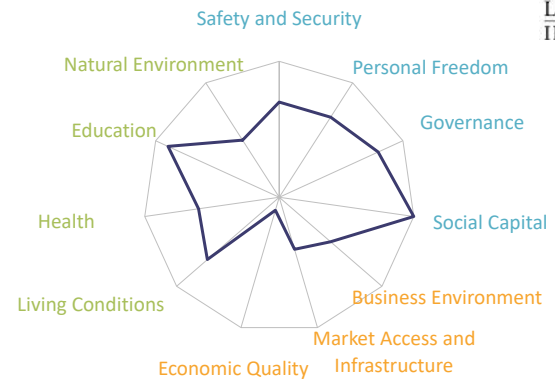 Safety and Security
Natural Environment
Personal Freedom
Education
Governance
Health
Social Capital
Living Conditions
Business Environment
Market Access and
Infrastructure
Economic Quality